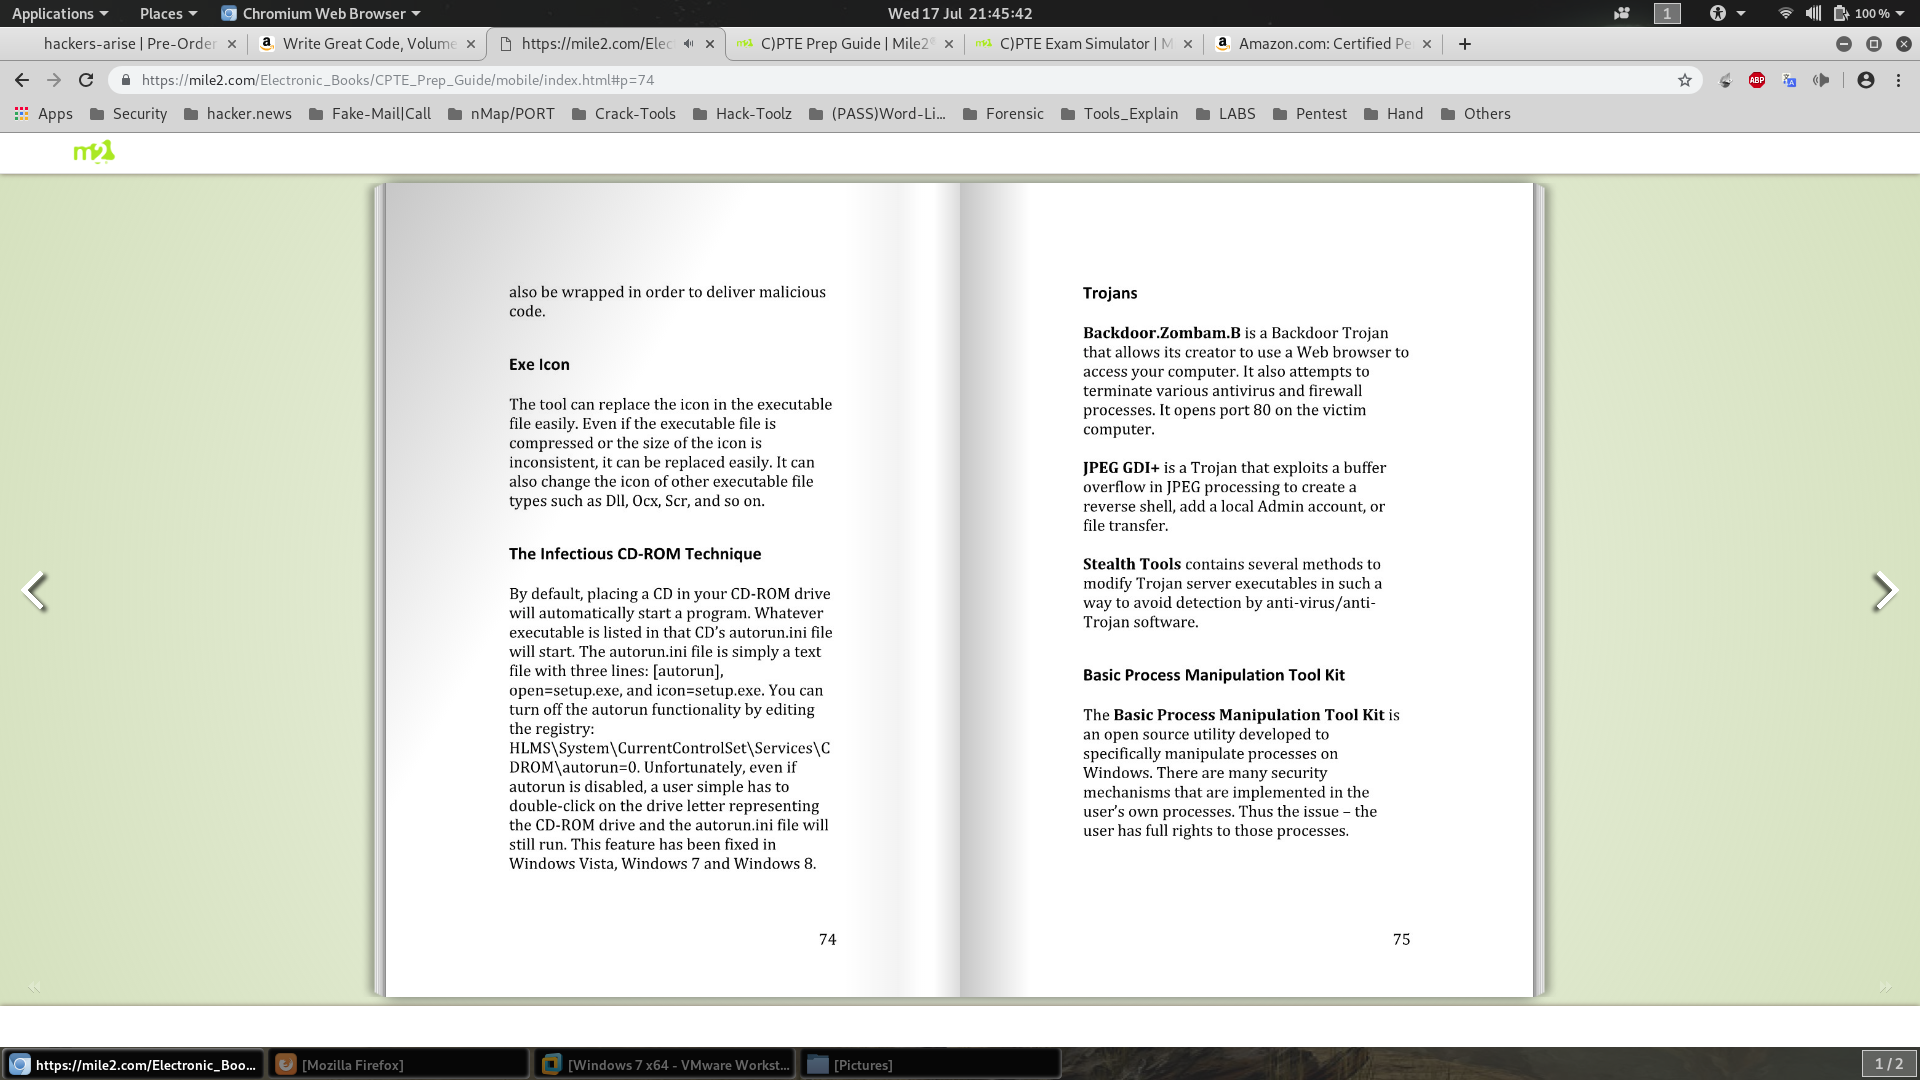 Applications
Places
Chromium Web Browser
Wed 17 Jul 21:45:42
1
100 %
hackers-arise | Pre-Order
Write Great Code, Volume
https://mile2.com/Elec
C)PTE Prep Guide | Mile2
C)PTE Exam Simulator | M
Amazon.com: Certified Pe
https://mile2.com/Electronic_Books/CPTE_Prep_Guide/mobile/index.html#p=74
ABP
Apps
Security
hacker.news
Fake-Mail|Call
nMap/PORT
Crack-Tools
Hack-Toolz
(PASS)Word-Li...
Forensic
Tools_Explain
LABS
Pentest
Hand
Others
m2
also be wrapped in order to deliver malicious
code.
Exe Icon
The tool can replace the icon in the executable
file easily. Even if the executable file is
compressed or the size of the icon is
inconsistent, it can be replaced easily. It can
also change the icon of other executable file
types such as Dll, Ocx, Scr, and so on.
The Infectious CD-ROM Technique
By default, placing a CD in your CD-ROM drive
will automatically start a program. Whatever
executable is listed in that CD’s autorun.ini file
will start. The autorun.ini file is simply a text
file with three lines: [autorun],
open=setup.exe, and icon=setup.exe. You can
turn off the autorun functionality by editing
the registry:
HLMS\System\CurrentControlSet\Services\C
DROM\autorun=0. Unfortunately, even if
autorun is disabled, a user simple has to
double-click on the drive letter representing
the CD-ROM drive and the autorun.ini file will
still run. This feature has been fixed in
Windows Vista, Windows 7 and Windows 8.
74
Trojans
Backdoor.Zombam.B is a Backdoor Trojan
that allows its creator to use a Web browser to
access your computer. It also attempts to
terminate various antivirus and firewall
processes. It opens port 80 on the victim
computer.
JPEG GDI+ is a Trojan that exploits a buffer
overflow in JPEG processing to create a
reverse shell, add a local Admin account, or
file transfer.
Stealth Tools contains several methods to
modify Trojan server executables in such a
way to avoid detection by anti-virus/anti-
Trojan software.
Basic Process Manipulation Tool Kit
The Basic Process Manipulation Tool Kit is
an open source utility developed to
specifically manipulate processes on
Windows. There are many security
mechanisms that are implemented in the
user’s own processes. Thus the issue – the
user has full rights to those processes.
75
https://mile2.com/Electronic_Boo...
[Mozilla Firefox]
[Windows 7 x64 - VMware Workst...
[Pictures]
1 / 2